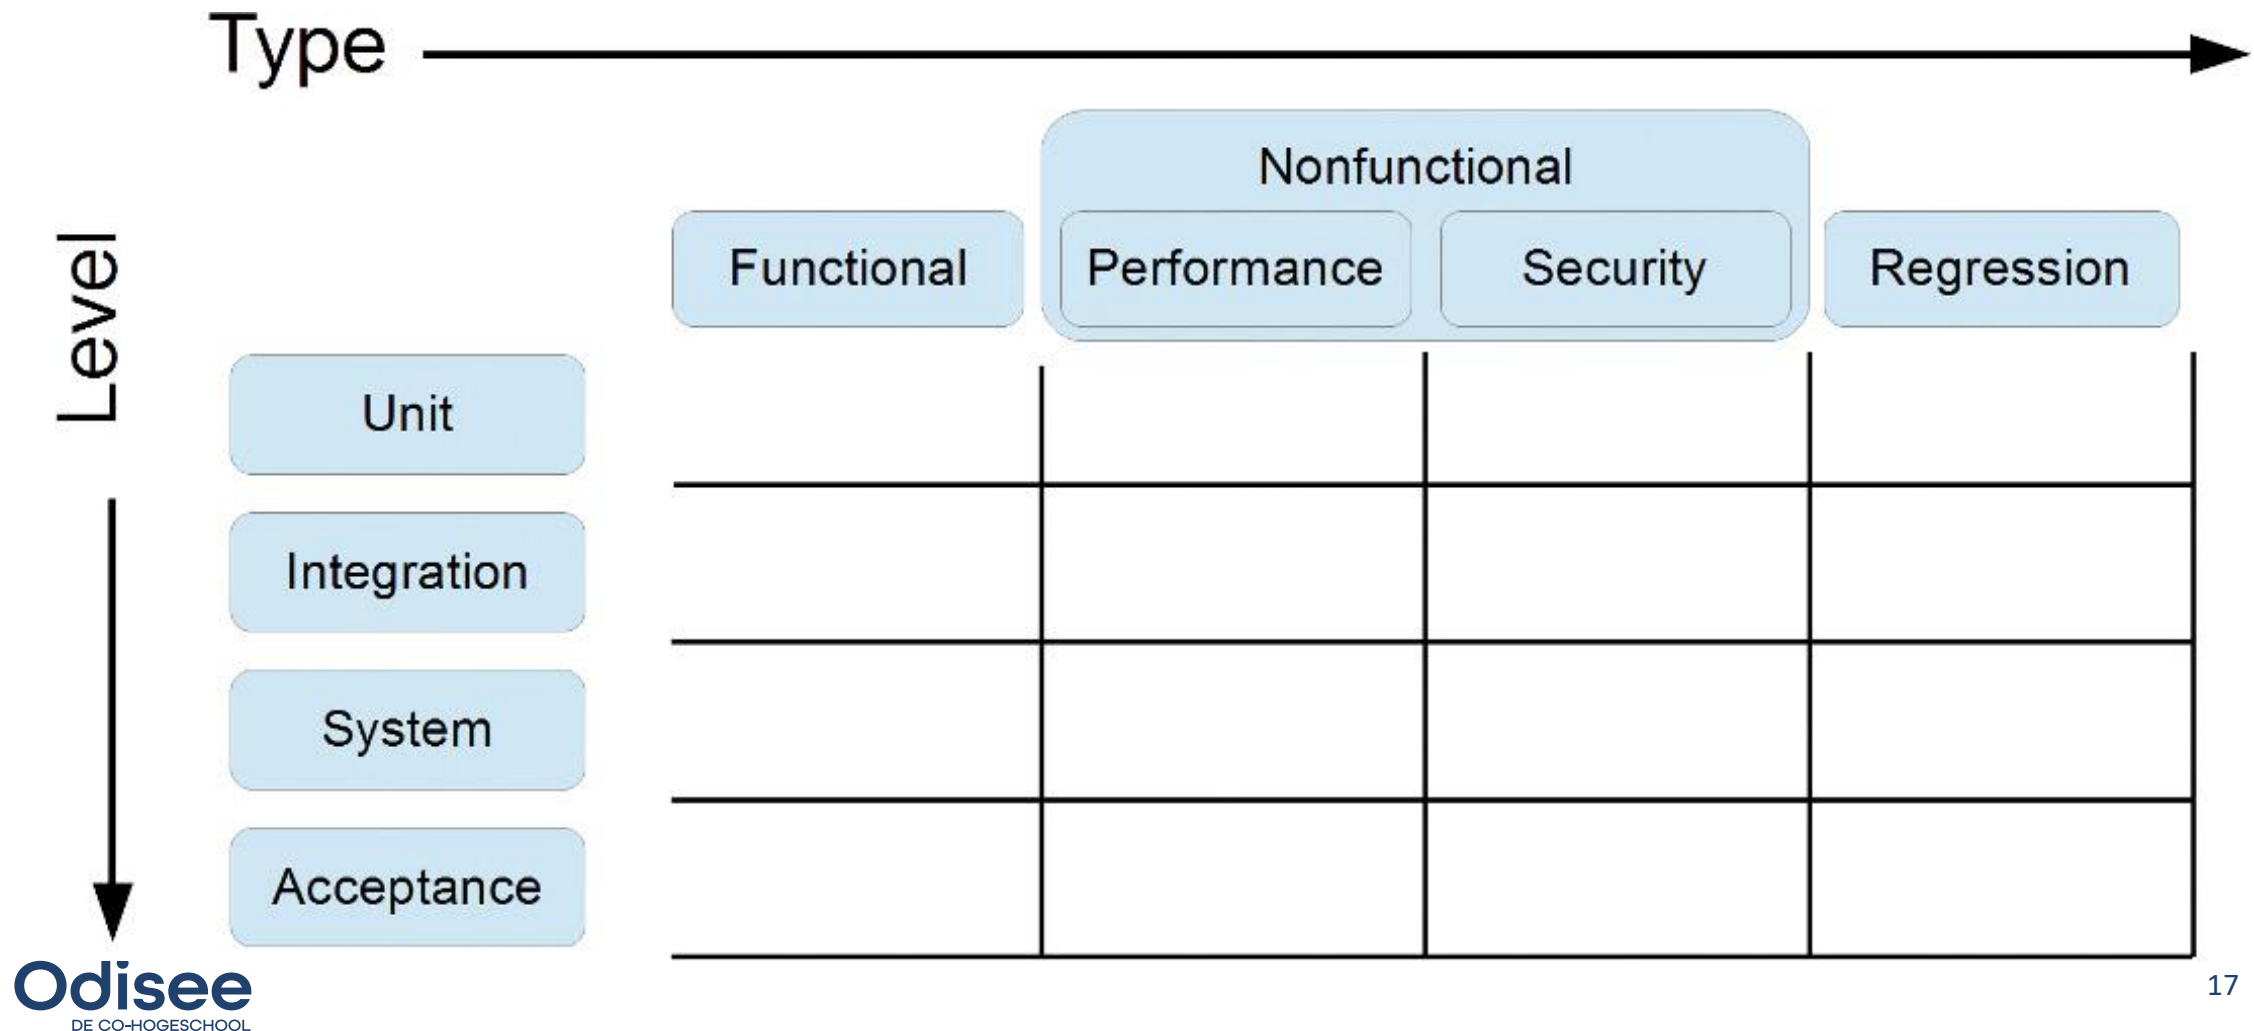 Type
Level
Nonfunctional
Functional
Performance
Security
Regression
Unit
Integration
System
Acceptance
Odisee
DE CO-HOGESCHOOL
17